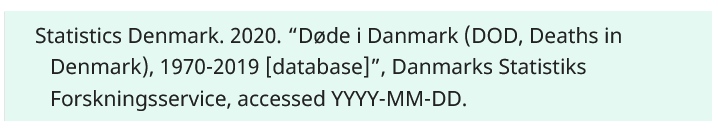 Statistics Denmark. 2020. “Døde i Danmark (DOD, Deaths in
Denmark), 1970-2019 [database]”, Danmarks Statistiks
Forskningsservice, accessed YYYY-MM-DD.